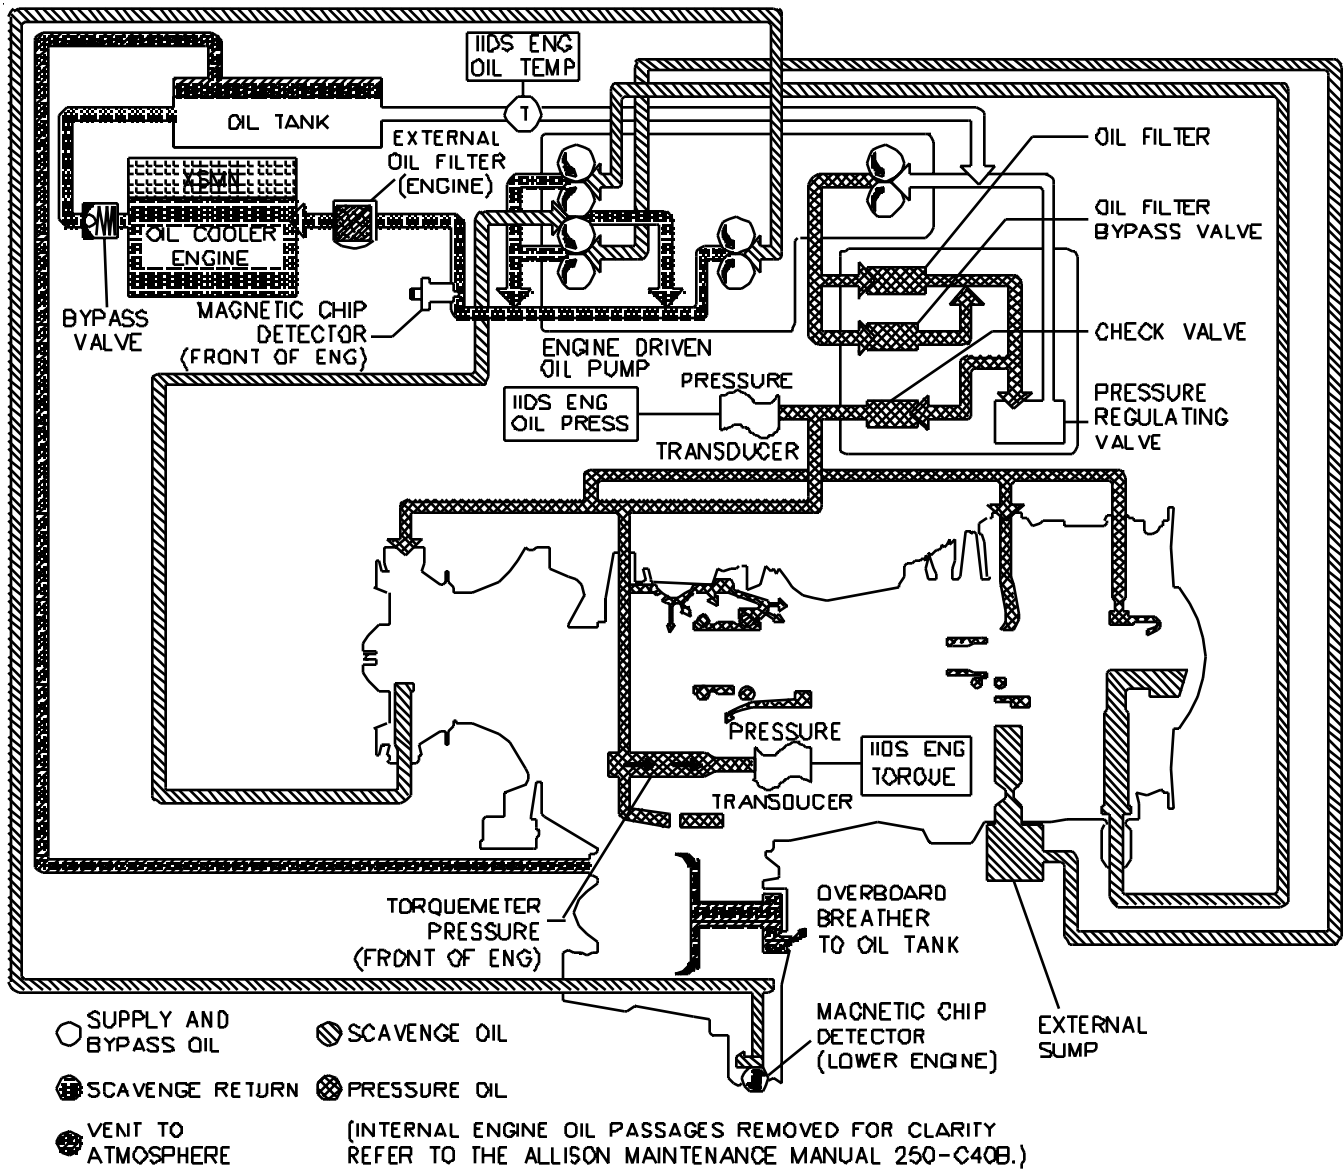 IIDS ENG
OIL TEMP
T
OIL TANK
EXTERNAL
OIL FILTER
(ENGINE)
XSMN
OIL COOLER
ENGINE
BYPASS
VALVE
MAGNETIC CHIP
DETECTOR
(FRONT OF ENG)
ENGINE DRIVEN
OIL PUMP
OIL FILTER
OIL FILTER
BYPASS VALVE
CHECK VALVE
PRESSURE
REGULATING
VALVE
IIDS ENG
OIL PRESS
PRESSURE
TRANSDUCER
PRESSURE
TRANSDUCER
IIDS ENG
TORQUE
TORQUEMETER
PRESSURE
(FRONT OF ENG)
OVERBOARD
BREATHER
TO OIL TANK
MAGNETIC CHIP
DETECTOR
(LOWER ENGINE)
EXTERNAL
SUMP
SUPPLY AND
BYPASS OIL
SCAVENGE OIL
SCAVENGE RETURN
PRESSURE OIL
VENT TO
ATMOSPHERE
(INTERNAL ENGINE OIL PASSAGES REMOVED FOR CLARITY
REFER TO THE ALLISON MAINTENANCE MANUAL 250-C40B.)